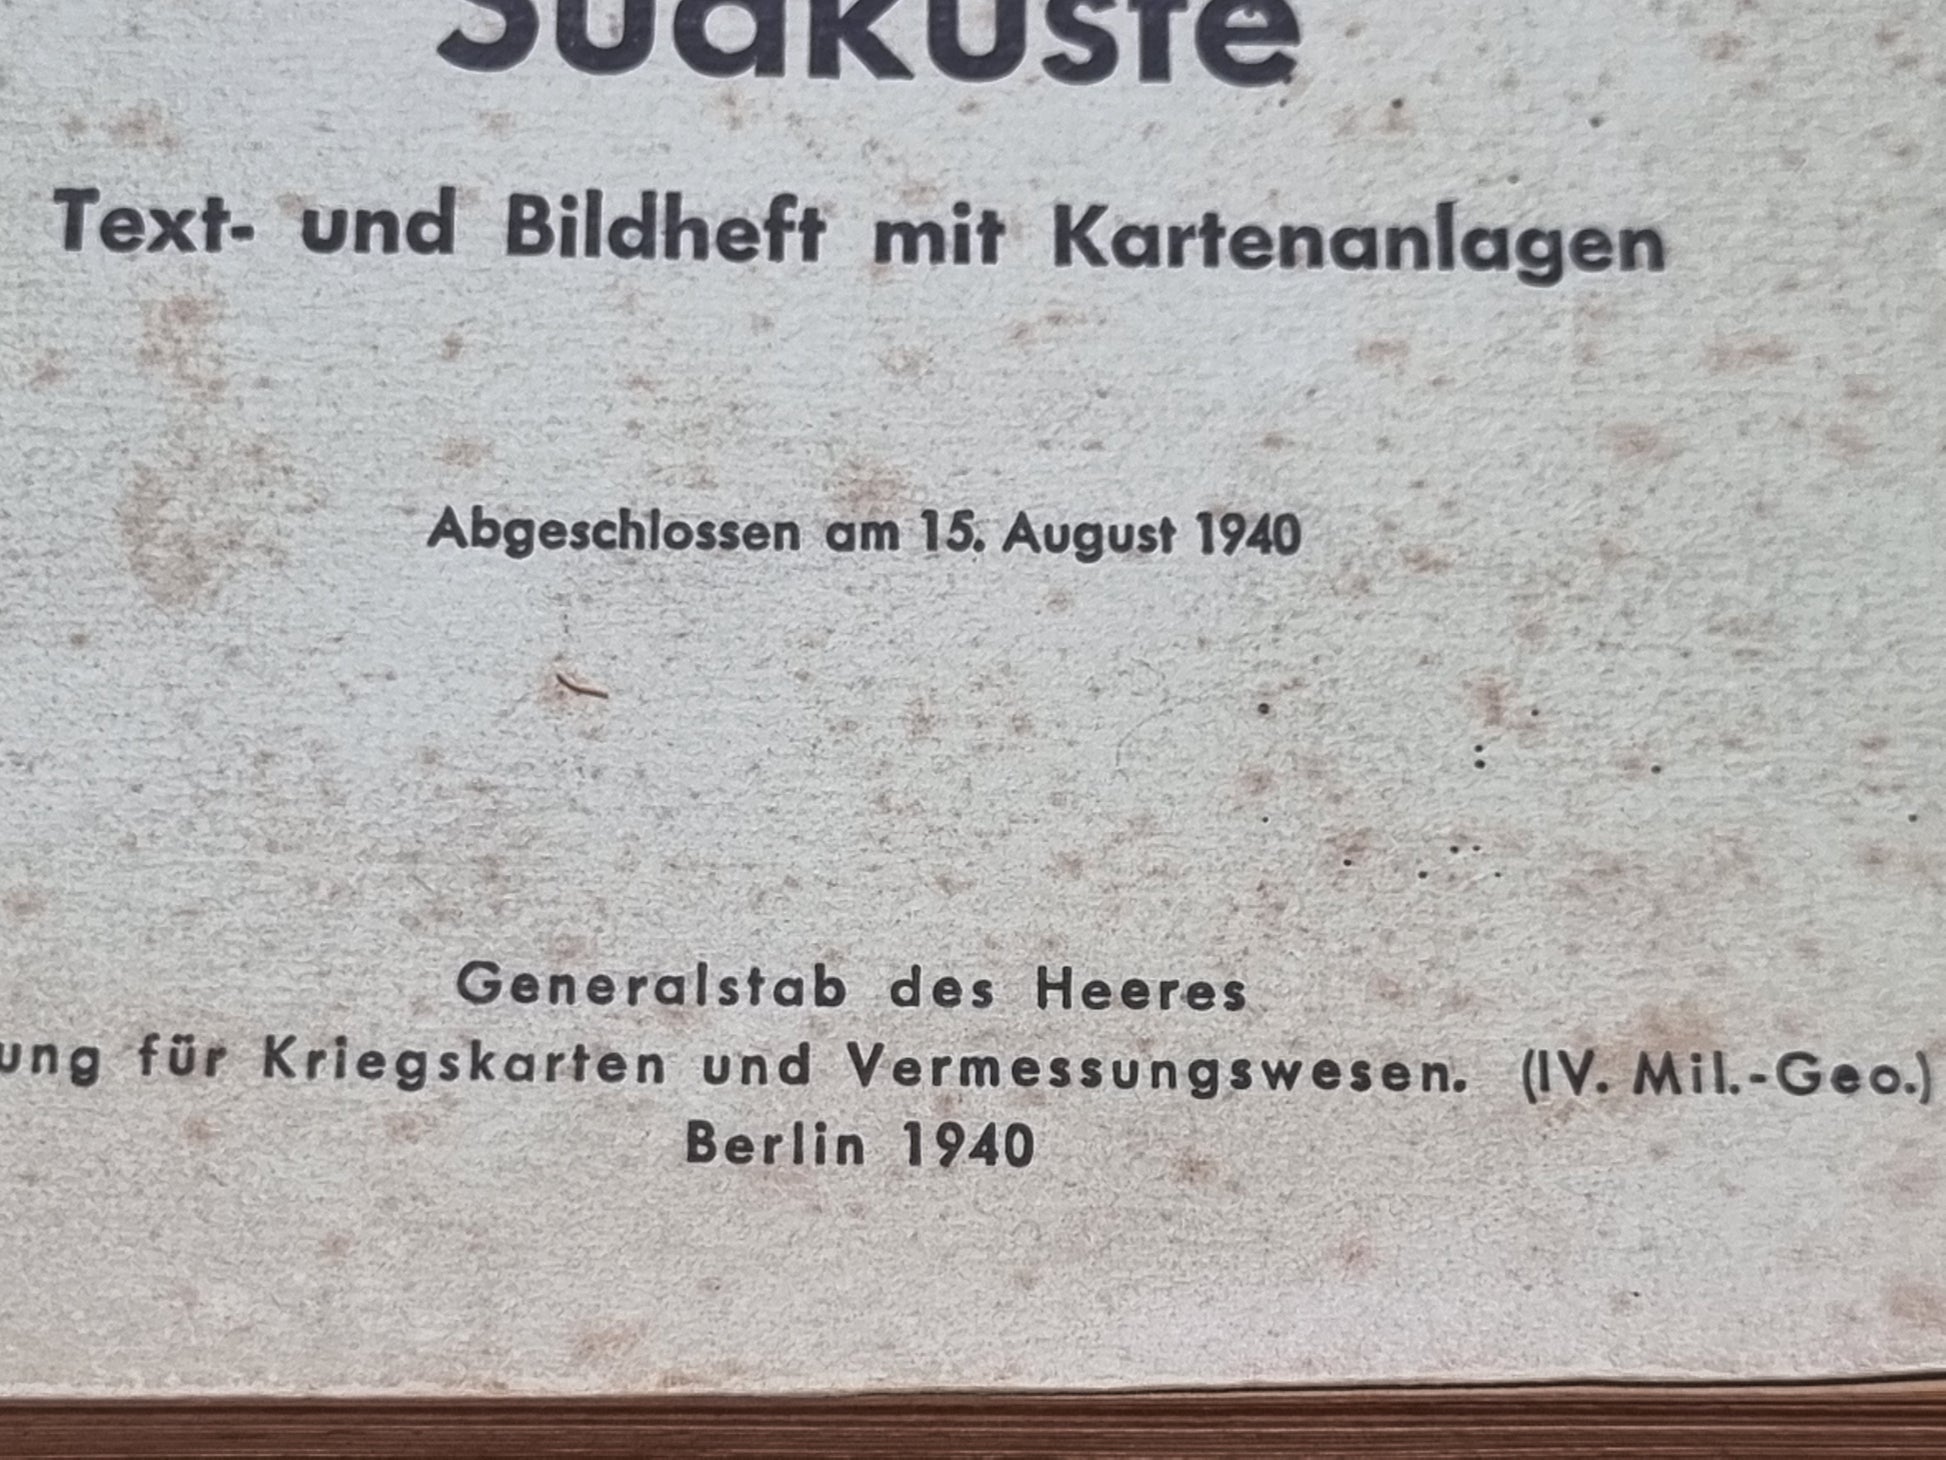 Südküste
Text- und Bildheft mit Kartenanlagen
Abgeschlossen am 15. August 1940
Generalstab des Heeres
ung für Kriegskarten und Vermessungswesen. (IV. Mil.-Geo.)
Berlin 1940